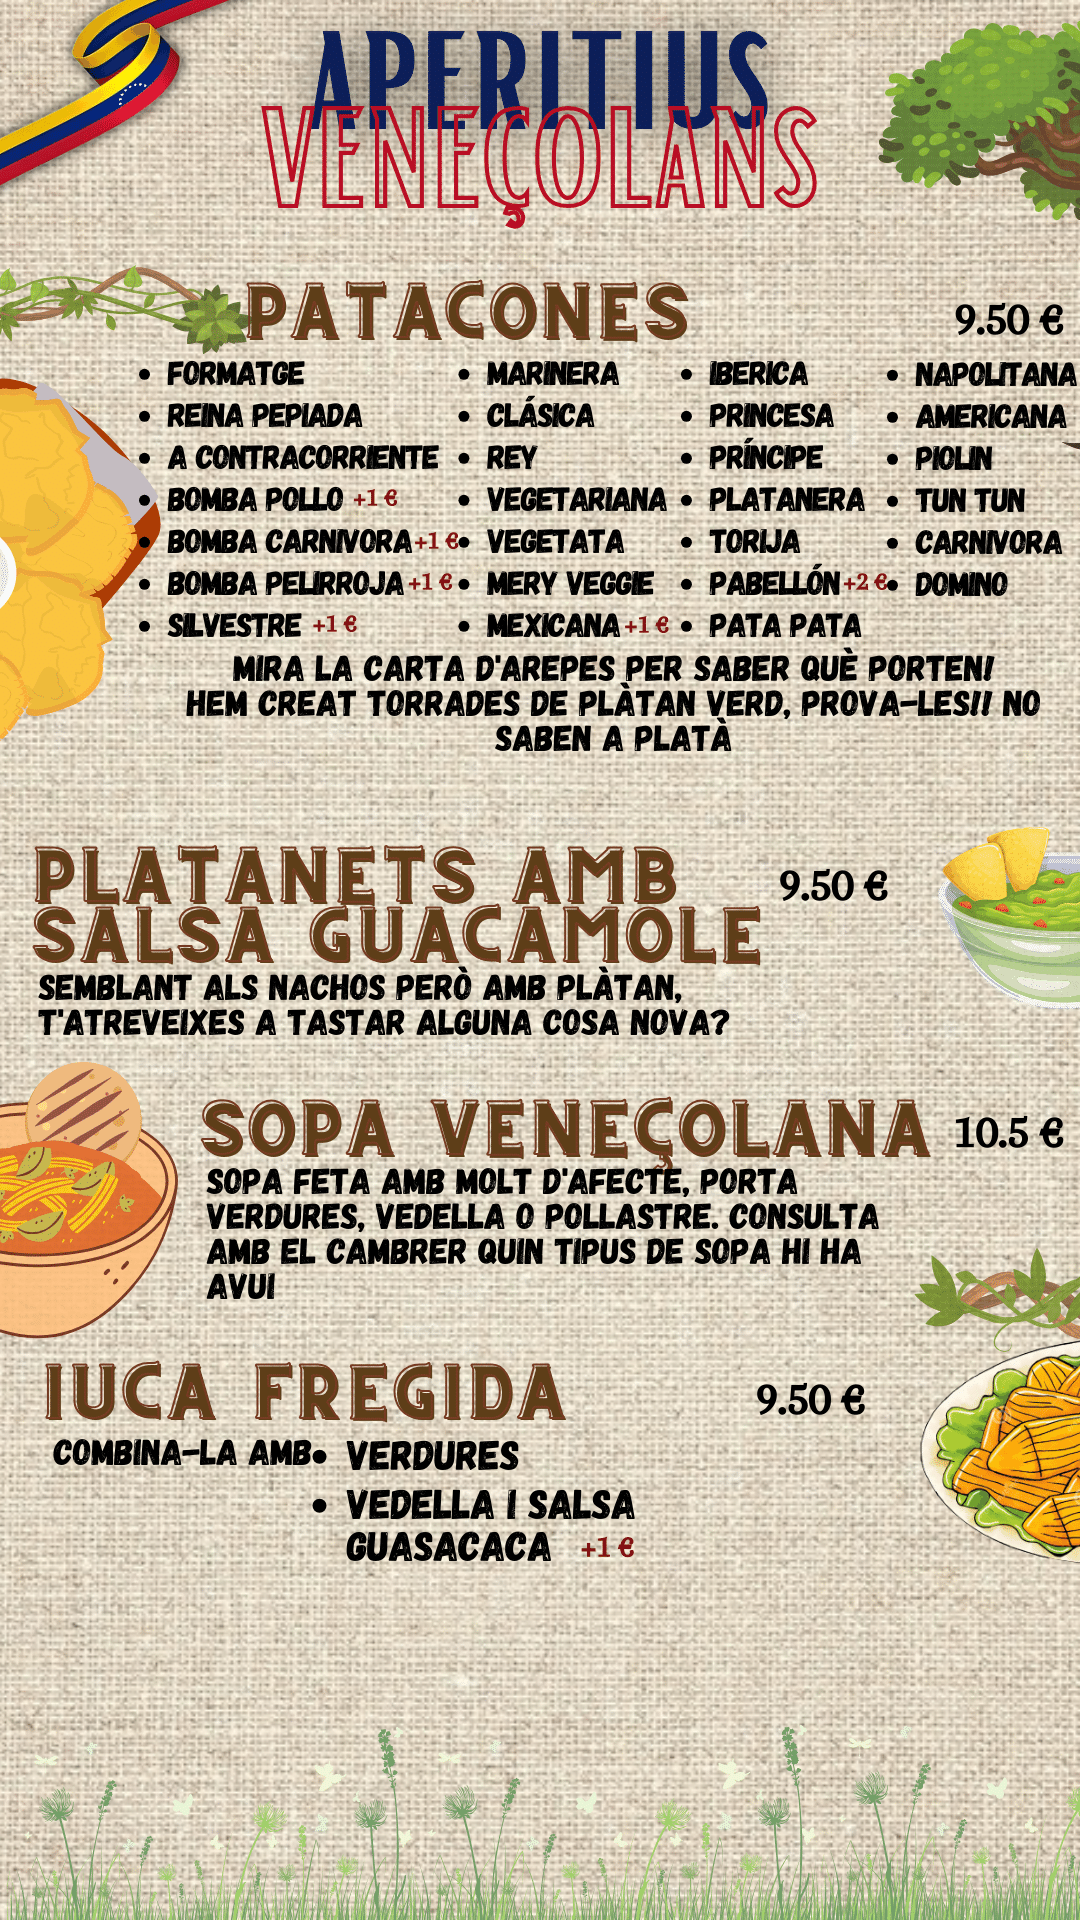 APERITIUS
VENEÇOLANS
PATACONES
9.50 €
FORMATGE
REINA PEPIADA
A CONTRACORRIENTE
BOMBA POLLO +1 €
BOMBA CARNIVORA +1 €
BOMBA PELIRROJA +1 €
SILVESTRE +1 €
MARINERA
CLÁSICA
REY
VEGETARIANA
VEGETATA
MERY VEGGIE
MEXICANA +1 €
IBERICA
PRINCESA
PRÍNCIPE
PLATANERA
TORIJA
PABELLÓN +2 €
PATA PATA
NAPOLITANA
AMERICANA
PIOLIN
TUN TUN
CARNIVORA
DOMINO
MIRA LA CARTA D'AREPES PER SABER QUÈ PORTEN!
HEM CREAT TORRADES DE PLÀTAN VERD, PROVA-LES!! NO
SABEN A PLATÀ
PLATANETS AMB
SALSA GUACAMOLE
9.50 €
SEMBLANT ALS NACHOS PERÒ AMB PLÀTAN,
T'ATREVEIXES A TASTAR ALGUNA COSA NOVA?
SOPA VENEÇOLANA
10.5 €
SOPA FETA AMB MOLT D'AFECTE, PORTA
VERDURES, VEDELLA O POLLASTRE. CONSULTA
AMB EL CAMBRER QUIN TIPUS DE SOPA HI HA
AVUI
IUCA FREGIDA
9.50 €
COMBINA-LA AMB
VERDURES
VEDELLA I SALSA
GUASACACA +1 €